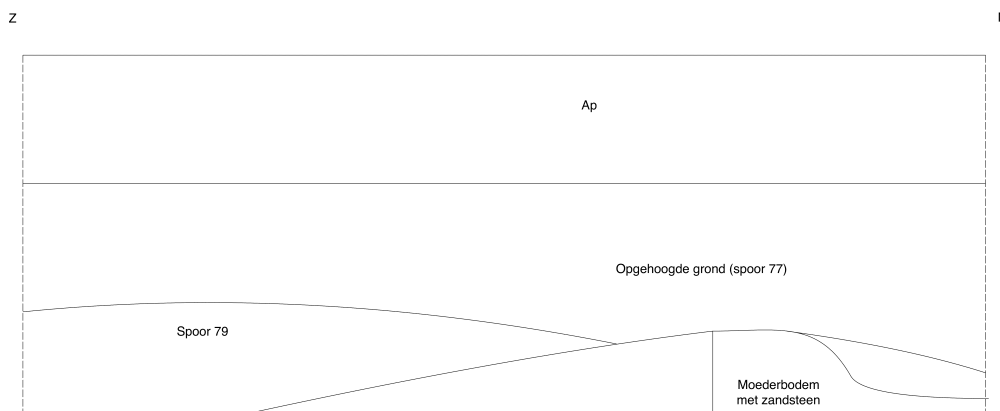 Z
Ap
Opgehoogde grond (spoor 77)
Spoor 79
Moederbodem
met zandsteen